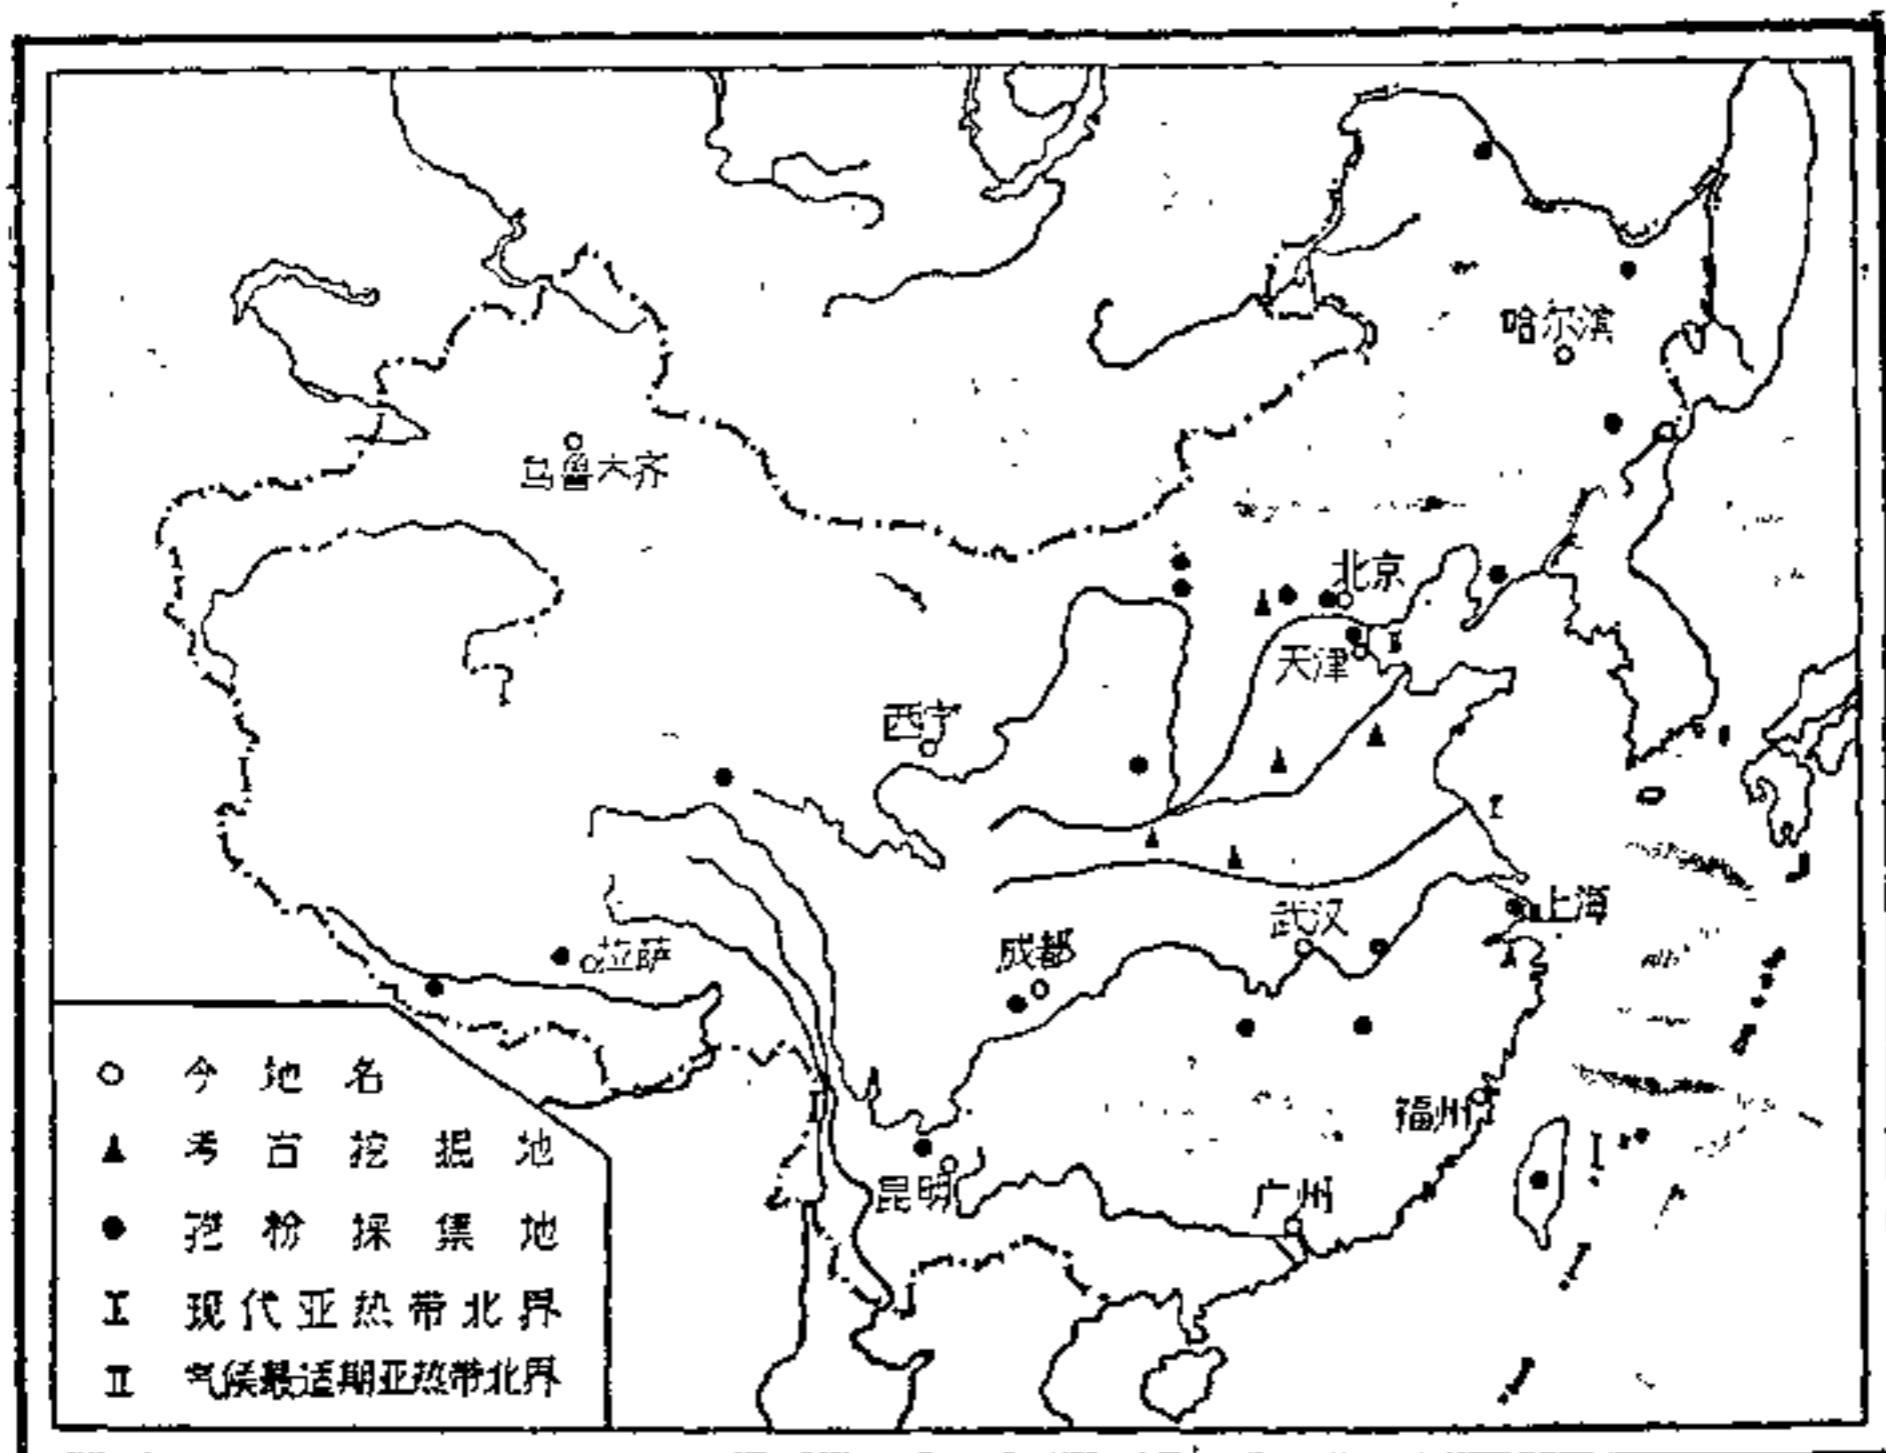 哈尔滨
乌鲁木齐
北京
天津
西宁
II
I
上海
武汉
成都
拉萨
福州
昆明
广州
今地名
考古挖掘地
孢粉採集地
I 现代亚热带北界
II 气候最适期亚热带北界